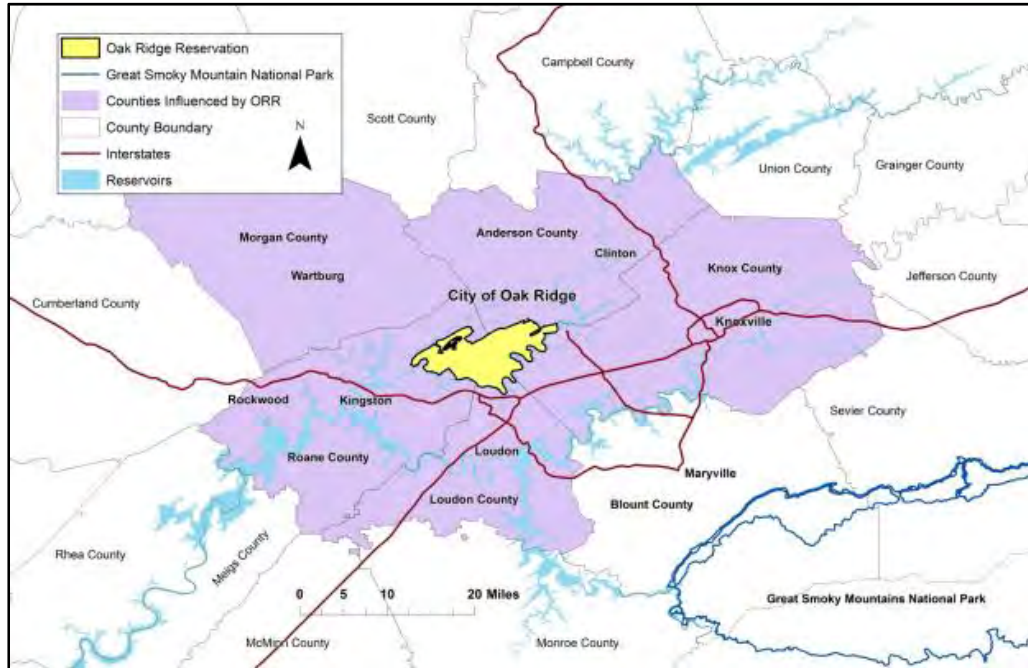 Oak Ridge Reservation
Great Smoky Mountain National Park
Counties Influenced by ORR
County Boundary
Interstates
Reservoirs
N
Campbell County
Scott County
Union County
Grainger County
Morgan County
Anderson County
Wartburg
Clinton
Knox County
Jefferson County
Cumberland County
City of Oak Ridge
Knoxville
Rockwood
Kingston
Sevier County
Roane County
Loudon
Maryville
Loudon County
Blount County
Rhea County
Meigs County
0 5 10 20 Miles
Great Smoky Mountains National Park
McMinn County
Monroe County